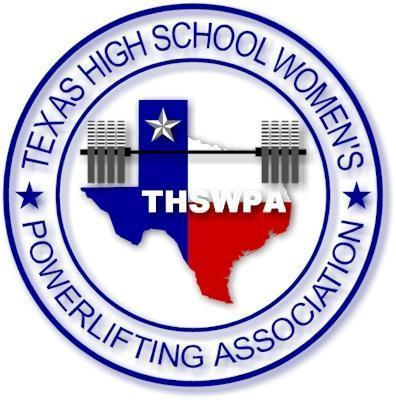 TEXAS HIGH SCHOOL WOMEN'S
THSWPA
POWERLIFTING ASSOCIATION